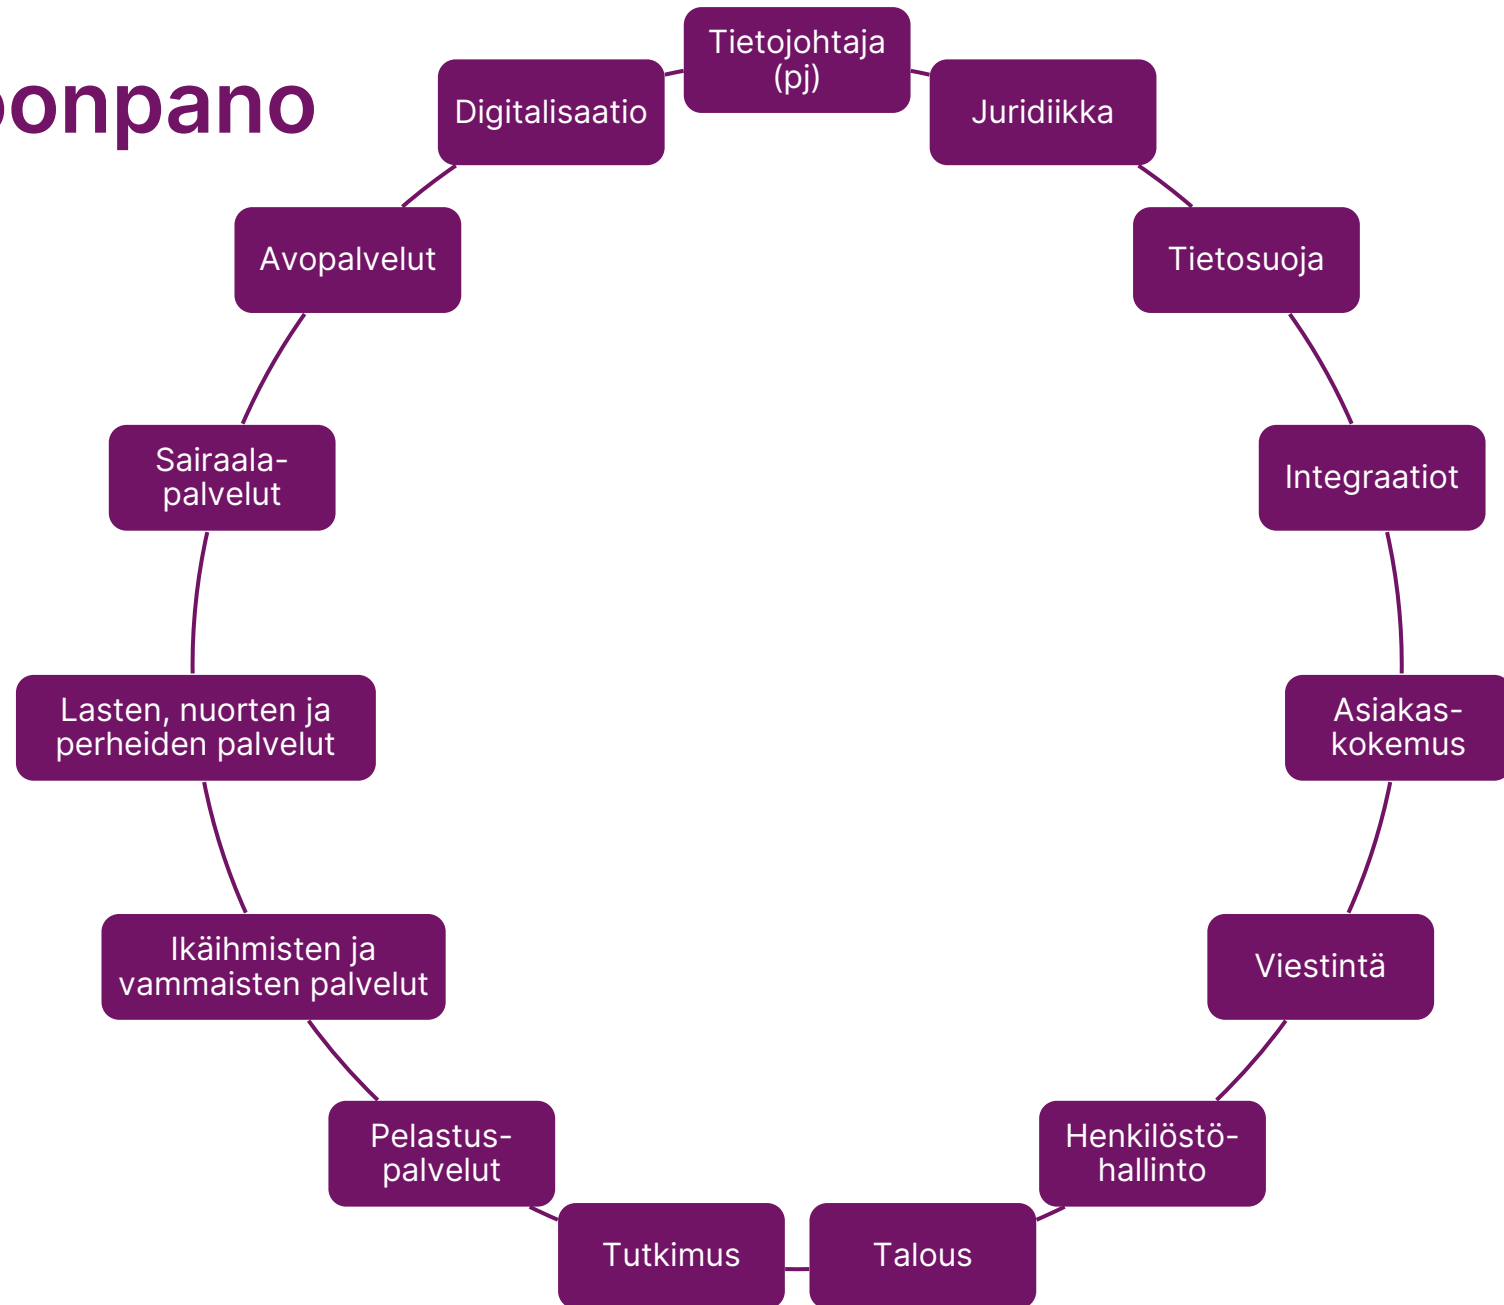 onpano
Tietojohtaja
(pj)
Juridiikka
Tietosuoja
Integraatiot
Asiakas-
kokemus
Viestintä
Henkilöstö-
hallinto
Talous
Tutkimus
Pelastus-
palvelut
Ikäihmisten ja
vammaisten palvelut
Lasten, nuorten ja
perheiden palvelut
Sairaala-
palvelut
Avopalvelut
Digitalisaatio